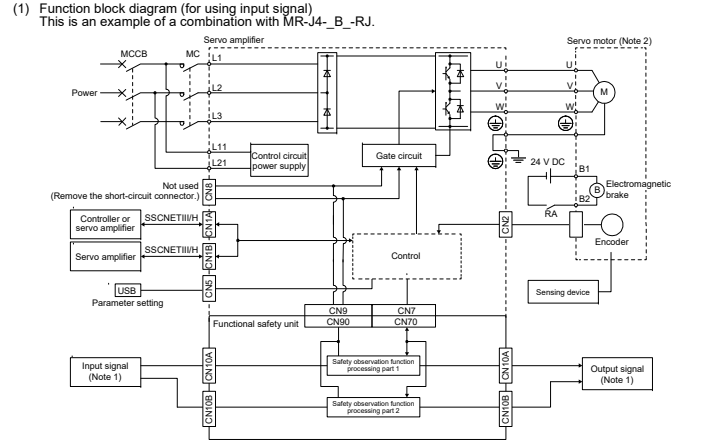 (1) Function block diagram (for using input signal)
This is an example of a combination with MR-J4-_B_-RJ.
Servo amplifier
Servo motor (Note 2)
MCCB
MC
L1
U
U
Power
L2
V
V
M
L3
W
W
L11
L21
Control circuit
power supply
Gate circuit
24 V DC
B1
B
Electromagnetic
brake
B2
RA
Not used
(Remove the short-circuit connector.)
CN8
Controller or
servo amplifier
SSCNETIII/H
CN1A
CN2
Encoder
Servo amplifier
SSCNETIII/H
CN1B
Control
USB
CN5
Parameter setting
Sensing device
CN9
CN7
CN90
CN70
Functional safety unit
Input signal
(Note 1)
CN10A
Safety observation function
processing part 1
CN10A
Output signal
(Note 1)
CN10B
Safety observation function
processing part 2
CN10B